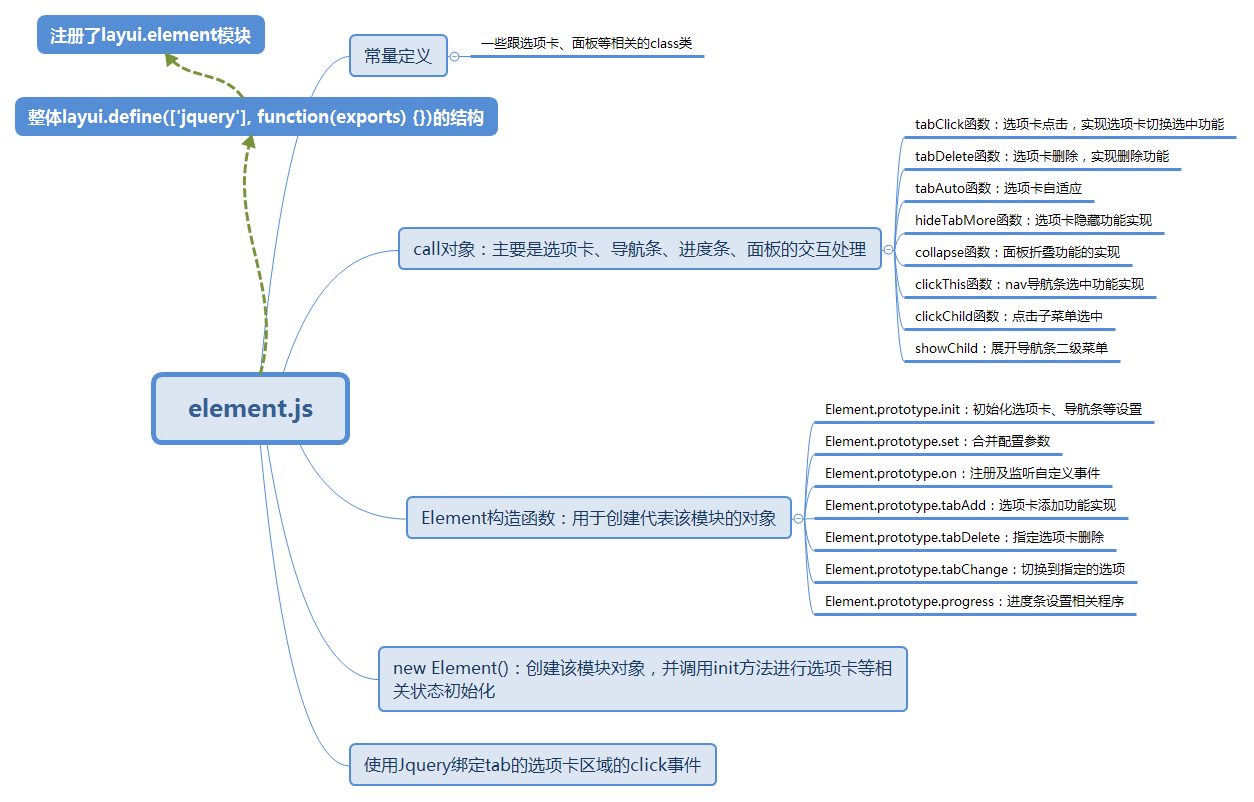 注册了layui.element模块
整体layui.define(['jquery'], function(exports) {})的结构
element.js
常量定义
一些跟选项卡、面板等相关的class类
call对象：主要是选项卡、导航条、进度条、面板的交互处理
tabClick函数：选项卡点击，实现选项卡切换选中功能
tabDelete函数：选项卡删除，实现删除功能
tabAuto函数：选项卡自适应
hideTabMore函数：选项卡隐藏功能实现
collapse函数：面板折叠功能的实现
clickThis函数：nav导航条选中功能实现
clickChild函数：点击子菜单选中
showChild：展开导航条二级菜单
Element构造函数：用于创建代表该模块的对象
Element.prototype.init：初始化选项卡、导航条等设置
Element.prototype.set：合并配置参数
Element.prototype.on：注册及监听自定义事件
Element.prototype.tabAdd：选项卡添加功能实现
Element.prototype.tabDelete：指定选项卡删除
Element.prototype.tabChange：切换到指定的选项
Element.prototype.progress：进度条设置相关程序
new Element()：创建该模块对象，并调用init方法进行选项卡等相
关状态初始化
使用Jquery绑定tab的选项卡区域的click事件